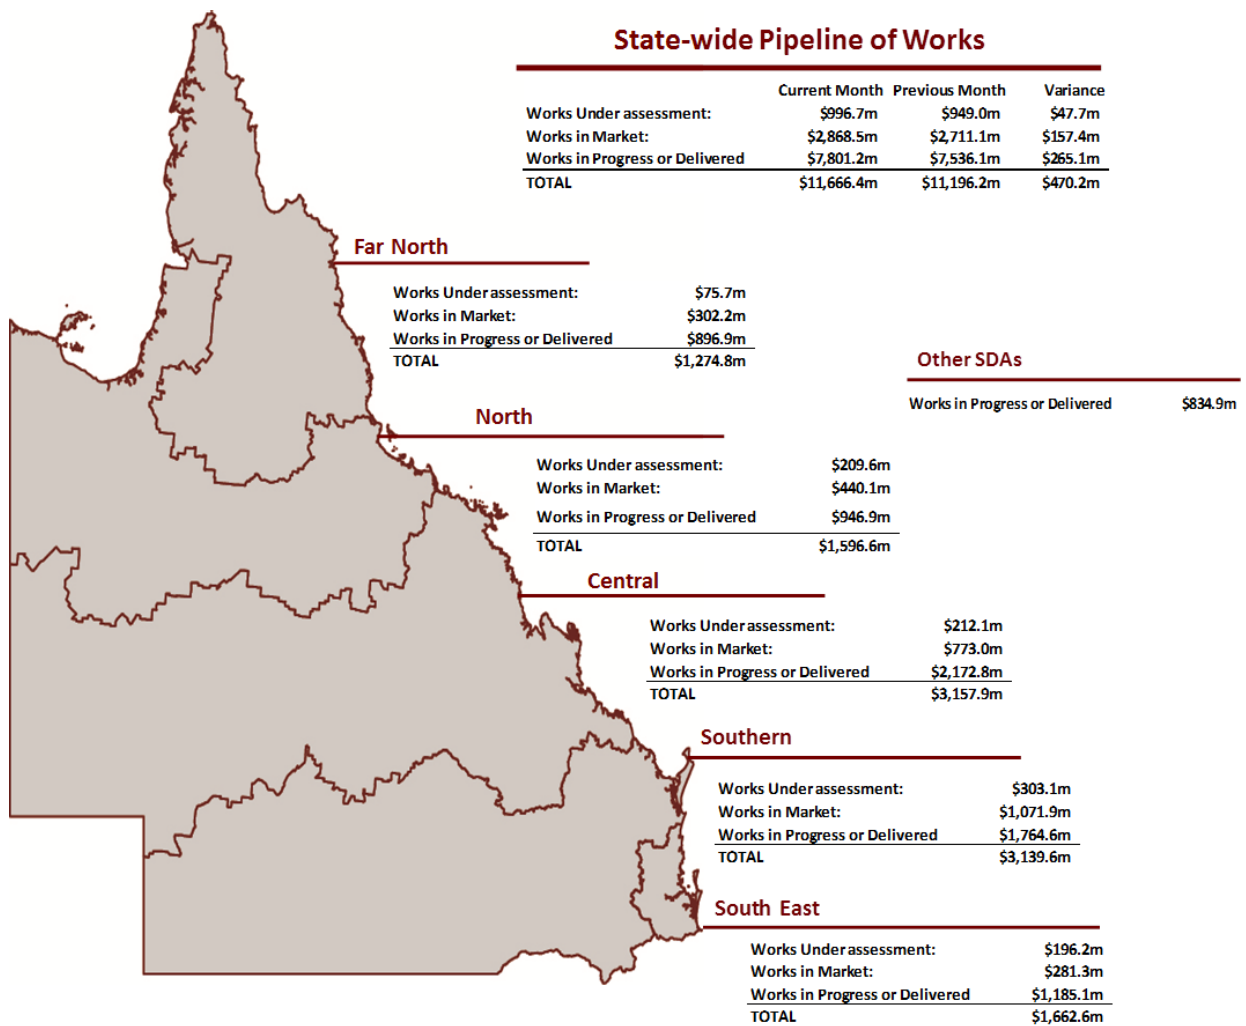 State-wide Pipeline of Works
Current Month Previous Month Variance
Works Under assessment: $996.7m $949.0m $47.7m
Works in Market: $2,868.5m $2,711.1m $157.4m
Works in Progress or Delivered $7,801.2m $7,536.1m $265.1m
TOTAL $11,666.4m $11,196.2m $470.2m
Far North
Works Under assessment: $75.7m
Works in Market: $302.2m
Works in Progress or Delivered $896.9m
TOTAL $1,274.8m
Other SDAs
Works in Progress or Delivered $834.9m
North
Works Under assessment: $209.6m
Works in Market: $440.1m
Works in Progress or Delivered $946.9m
TOTAL $1,596.6m
Central
Works Under assessment: $212.1m
Works in Market: $773.0m
Works in Progress or Delivered $2,172.8m
TOTAL $3,157.9m
Southern
Works Under assessment: $303.1m
Works in Market: $1,071.9m
Works in Progress or Delivered $1,764.6m
TOTAL $3,139.6m
South East
Works Under assessment: $196.2m
Works in Market: $281.3m
Works in Progress or Delivered $1,185.1m
TOTAL $1,662.6m